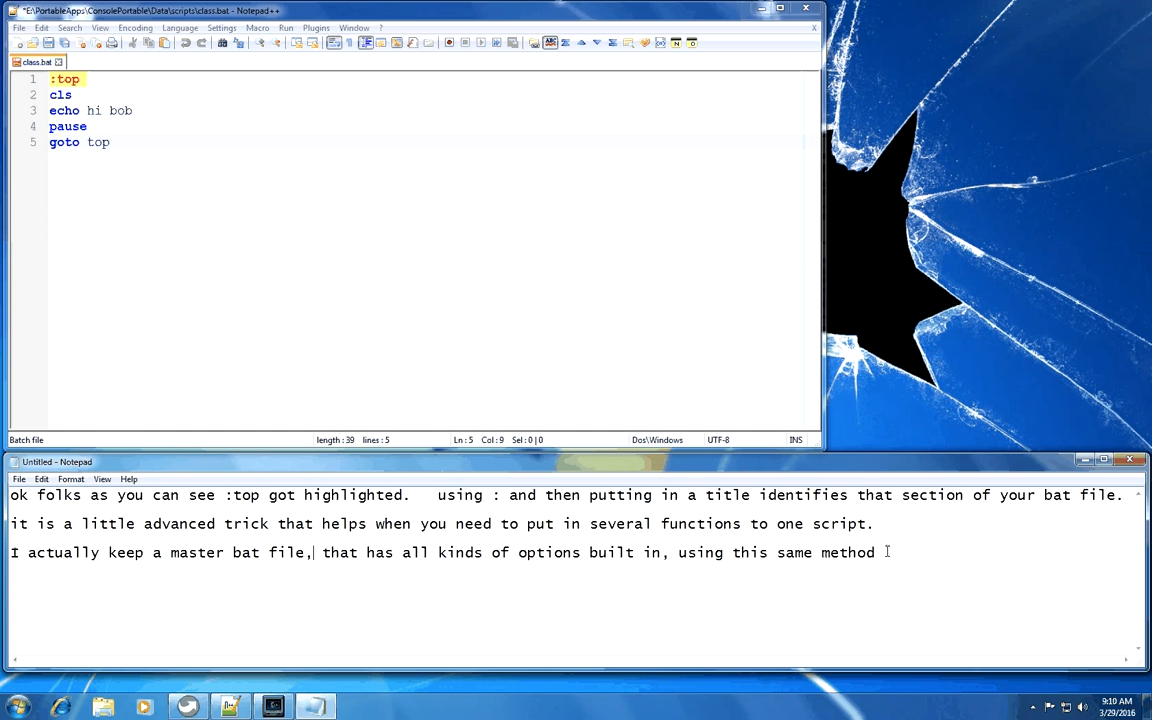 *E:\PortableApps\ConsolePortable\Data\scripts\class.bat - Notepad++
File Edit Search View Encoding Language Settings Macro Run Plugins Window ? X
class.bat
1 :top
2 cls
3 echo hi bob
4 pause
5 goto top
Batch file length : 39 lines : 5 Ln : 5 Col : 9 Sel : 0 | 0 Dos\Windows UTF-8 INS
Untitled - Notepad
File Edit Format View Help
ok folks as you can see :top got highlighted. using : and then putting in a title identifies that section of your bat file.
it is a little advanced trick that helps when you need to put in several functions to one script.
I actually keep a master bat file, that has all kinds of options built in, using this same method
9:10 AM
3/29/2016